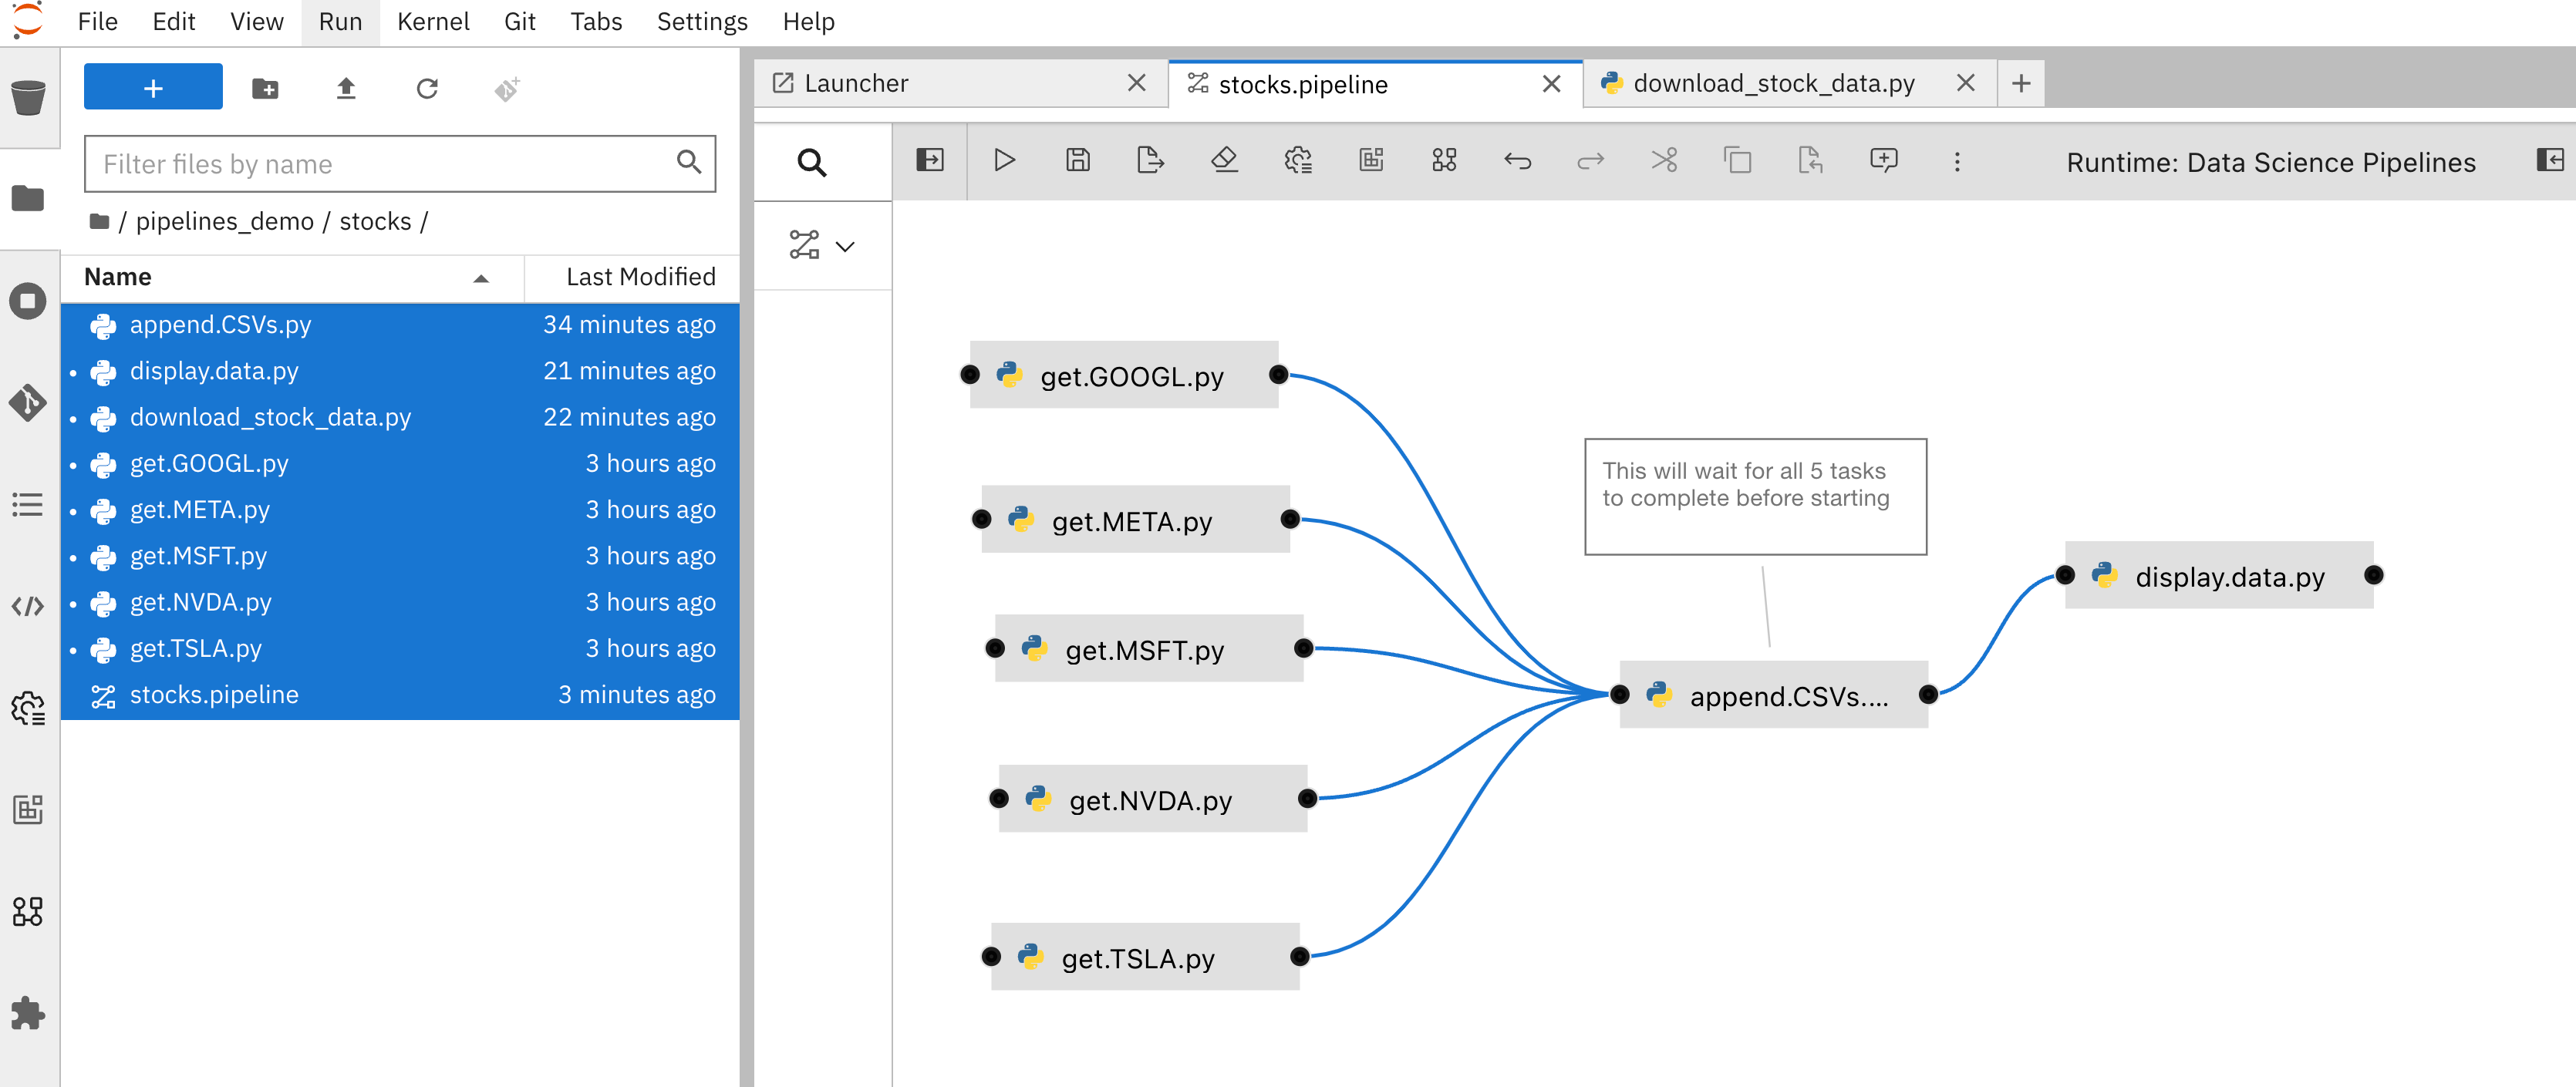 File Edit View Run Kernel Git Tabs Settings Help
Launcher
stocks.pipeline
download_stock_data.py
Filter files by name
/ pipelines_demo / stocks /
Runtime: Data Science Pipelines
Name Last Modified
append.CSVs.py 34 minutes ago
display.data.py 21 minutes ago
download_stock_data.py 22 minutes ago
get.GOOGL.py 3 hours ago
get.META.py 3 hours ago
get.MSFT.py 3 hours ago
get.NVDA.py 3 hours ago
get.TSLA.py 3 hours ago
stocks.pipeline 3 minutes ago
get.GOOGL.py
get.META.py
get.MSFT.py
get.NVDA.py
get.TSLA.py
This will wait for all 5 tasks
to complete before starting
append.CSVs....
display.data.py